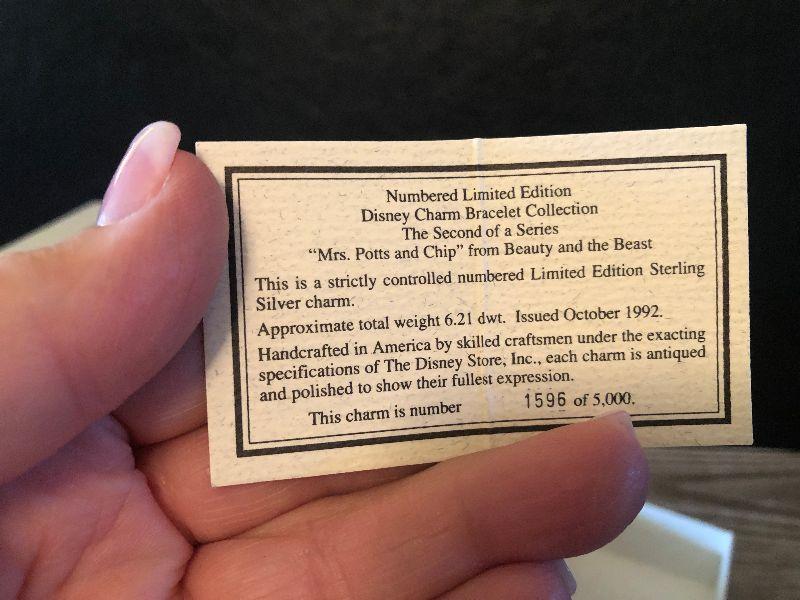 Numbered Limited Edition
Disney Charm Bracelet Collection
The Second of a Series
“Mrs. Potts and Chip” from Beauty and the Beast
This is a strictly controlled numbered Limited Edition Sterling
Silver charm.
Approximate total weight 6.21 dwt. Issued October 1992.
Handcrafted in America by skilled craftsmen under the exacting
specifications of The Disney Store, Inc., each charm is antiqued
and polished to show their fullest expression.
This charm is number 1596 of 5,000.